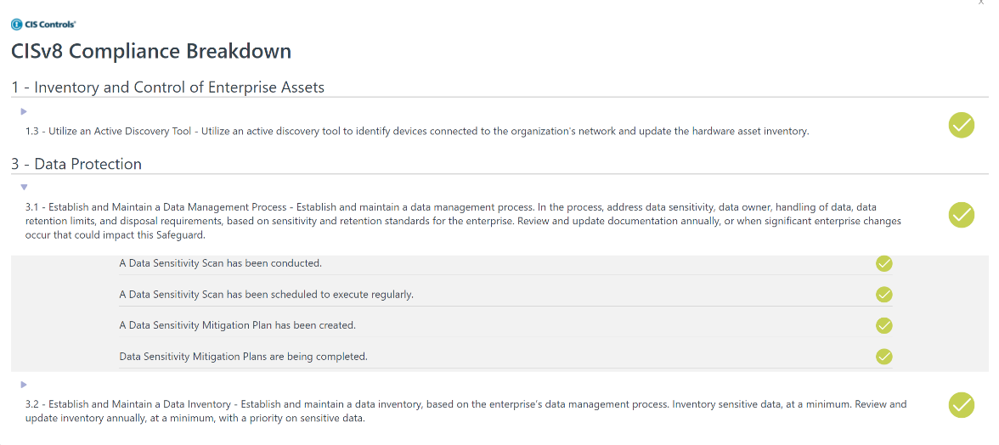 x
CIS Controls®
CISv8 Compliance Breakdown
1 - Inventory and Control of Enterprise Assets
1.3 - Utilize an Active Discovery Tool - Utilize an active discovery tool to identify devices connected to the organization's network and update the hardware asset inventory.
3 - Data Protection
3.1 - Establish and Maintain a Data Management Process - Establish and maintain a data management process. In the process, address data sensitivity, data owner, handling of data, data
retention limits, and disposal requirements, based on sensitivity and retention standards for the enterprise. Review and update documentation annually, or when significant enterprise changes
occur that could impact this Safeguard.
A Data Sensitivity Scan has been conducted.
A Data Sensitivity Scan has been scheduled to execute regularly.
A Data Sensitivity Mitigation Plan has been created.
Data Sensitivity Mitigation Plans are being completed.
3.2 - Establish and Maintain a Data Inventory - Establish and maintain a data inventory, based on the enterprise's data management process. Inventory sensitive data, at a minimum. Review and
update inventory annually, at a minimum, with a priority on sensitive data.